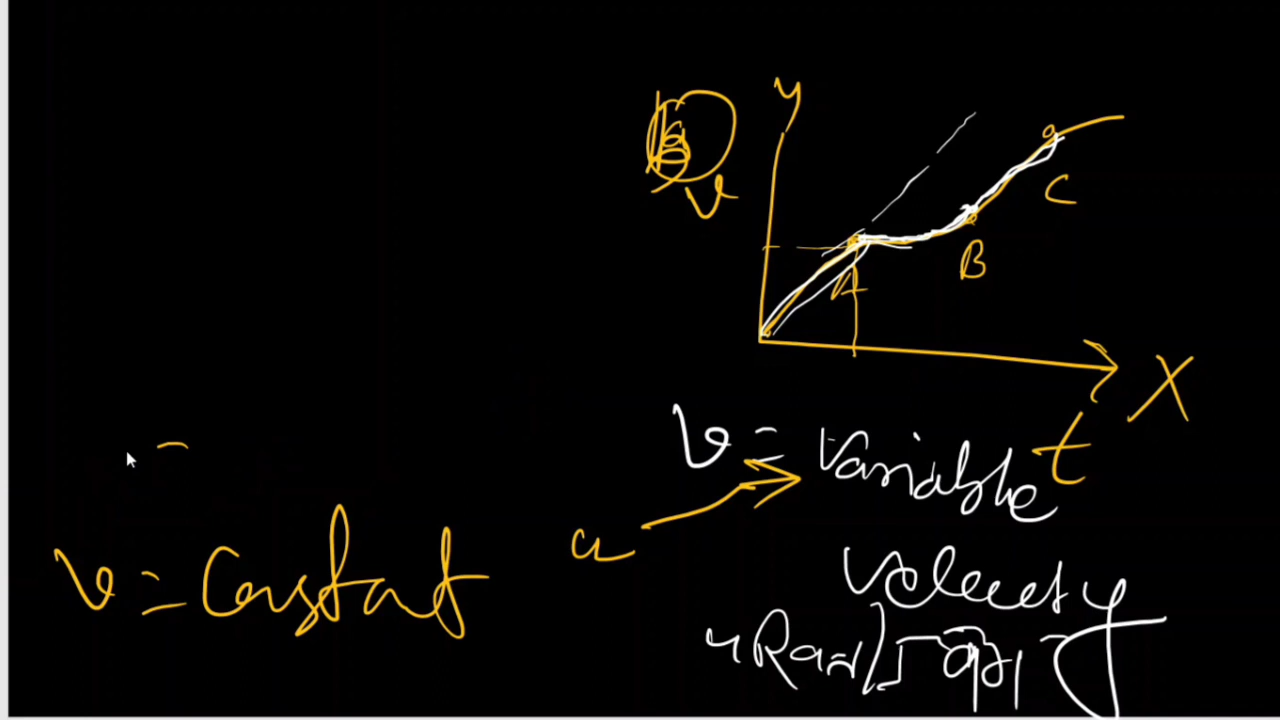 y
v
A
B
C
X
t
v = Variable
a
v = Constant
Velocity